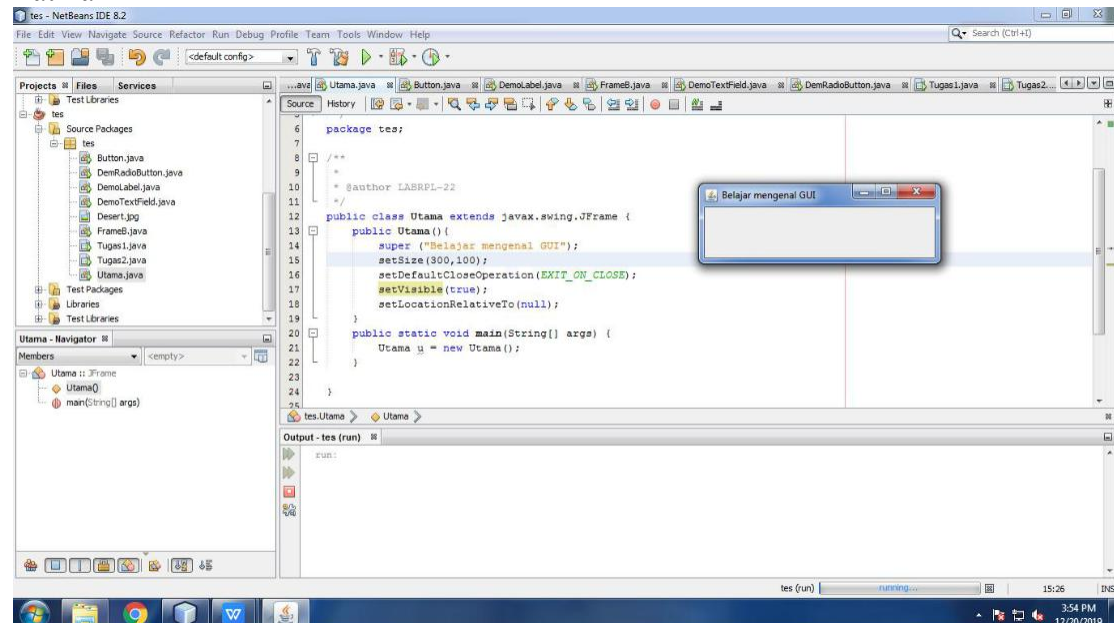 tes - NetBeans IDE 8.2
File Edit View Navigate Source Refactor Run Debug Profile Team Tools Window Help
Search (Ctrl+I)
<default config>
Projects Files Services
...ava Utama.java Button.java DemoLabel.java FrameB.java DemoTextField.java DemRadioButton.java Tugas1.java Tugas2....
Source History
Test Libraries
tes
Source Packages
tes
Button.java
DemRadioButton.java
DemoLabel.java
DemoTextField.java
Desert.jpg
FrameB.java
Tugas1.java
Tugas2.java
Utama.java
Test Packages
Libraries
Test Libraries
6 package tes;
7
8 /**
9 *
10 * @author LABRPL-22
11 */
12 public class Utama extends javax.swing.JFrame {
13 public Utama(){
14 super ("Belajar mengenal GUI");
15 setSize(300,100);
16 setDefaultCloseOperation(EXIT_ON_CLOSE);
17 setVisible(true);
18 setLocationRelativeTo(null);
19 }
20 public static void main(String[] args) {
21 Utama u = new Utama();
22 }
23
24 }
25
Belajar mengenal GUI
Utama - Navigator
Members <empty>
Utama :: JFrame
Utama()
main(String[] args)
tes.Utama Utama
Output - tes (run)
run:
tes (run) running... 15:26 INS
3:54 PM
12/20/2019